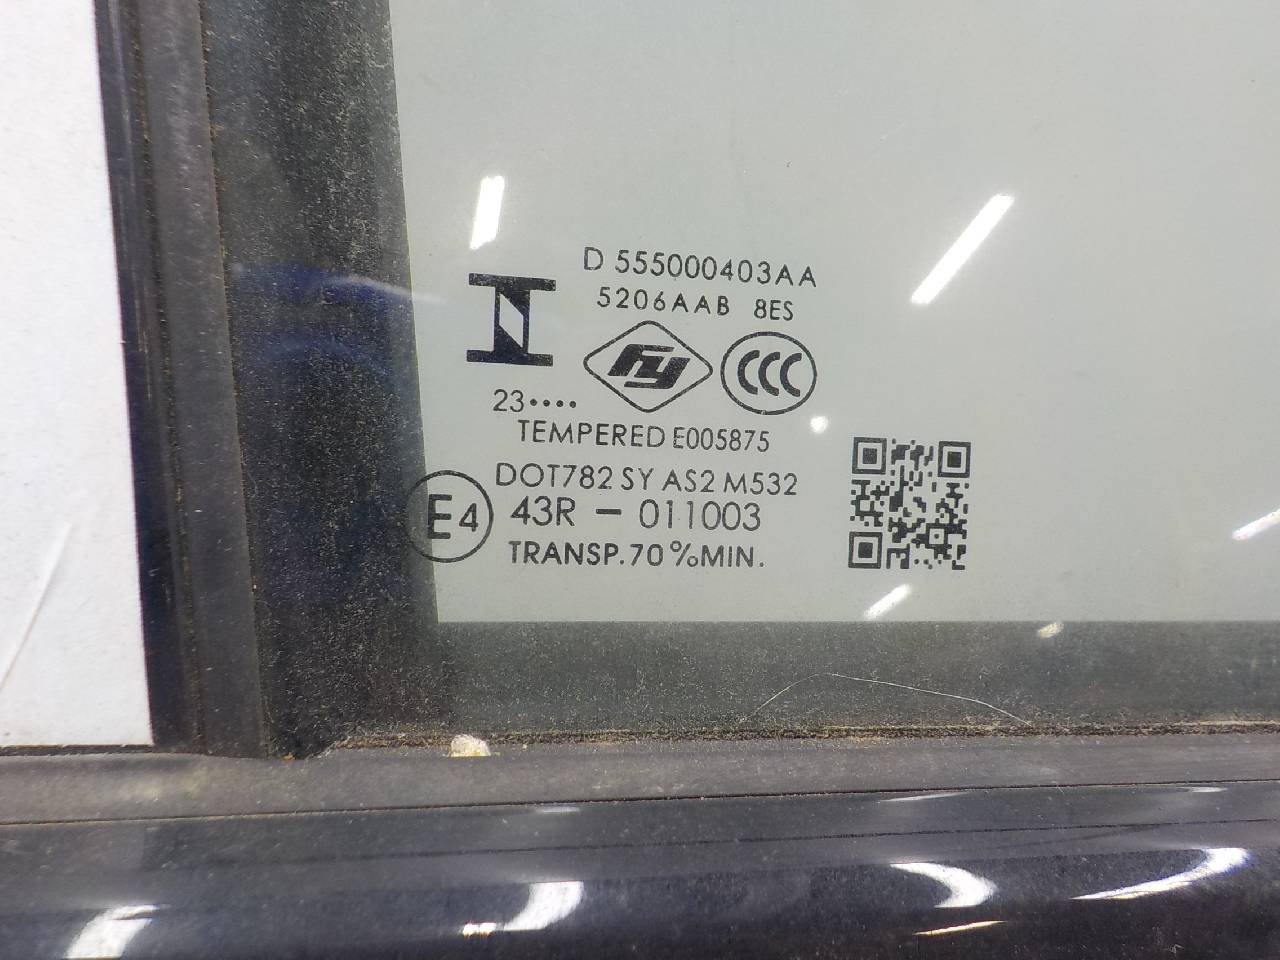 D 555000403AA
5206AAB 8ES
fy
CCC
23••••
TEMPERED E005875
DOT782 SY AS2 M532
E4
43R – 011003
TRANSP.70%MIN.